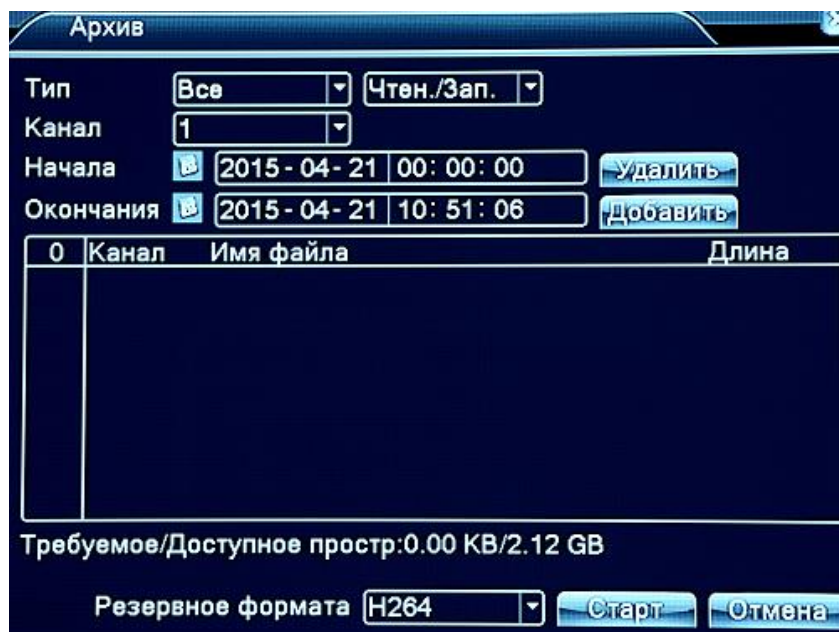 Архив
Тип Все Чтен./Зап.
Канал 1
Начала 2015-04-21 00:00:00 Удалить
Окончания 2015-04-21 10:51:06 Добавить
0 Канал Имя файла Длина
Требуемое/Доступное простр:0.00 KB/2.12 GB
Резервное формата H264 Старт Отмена